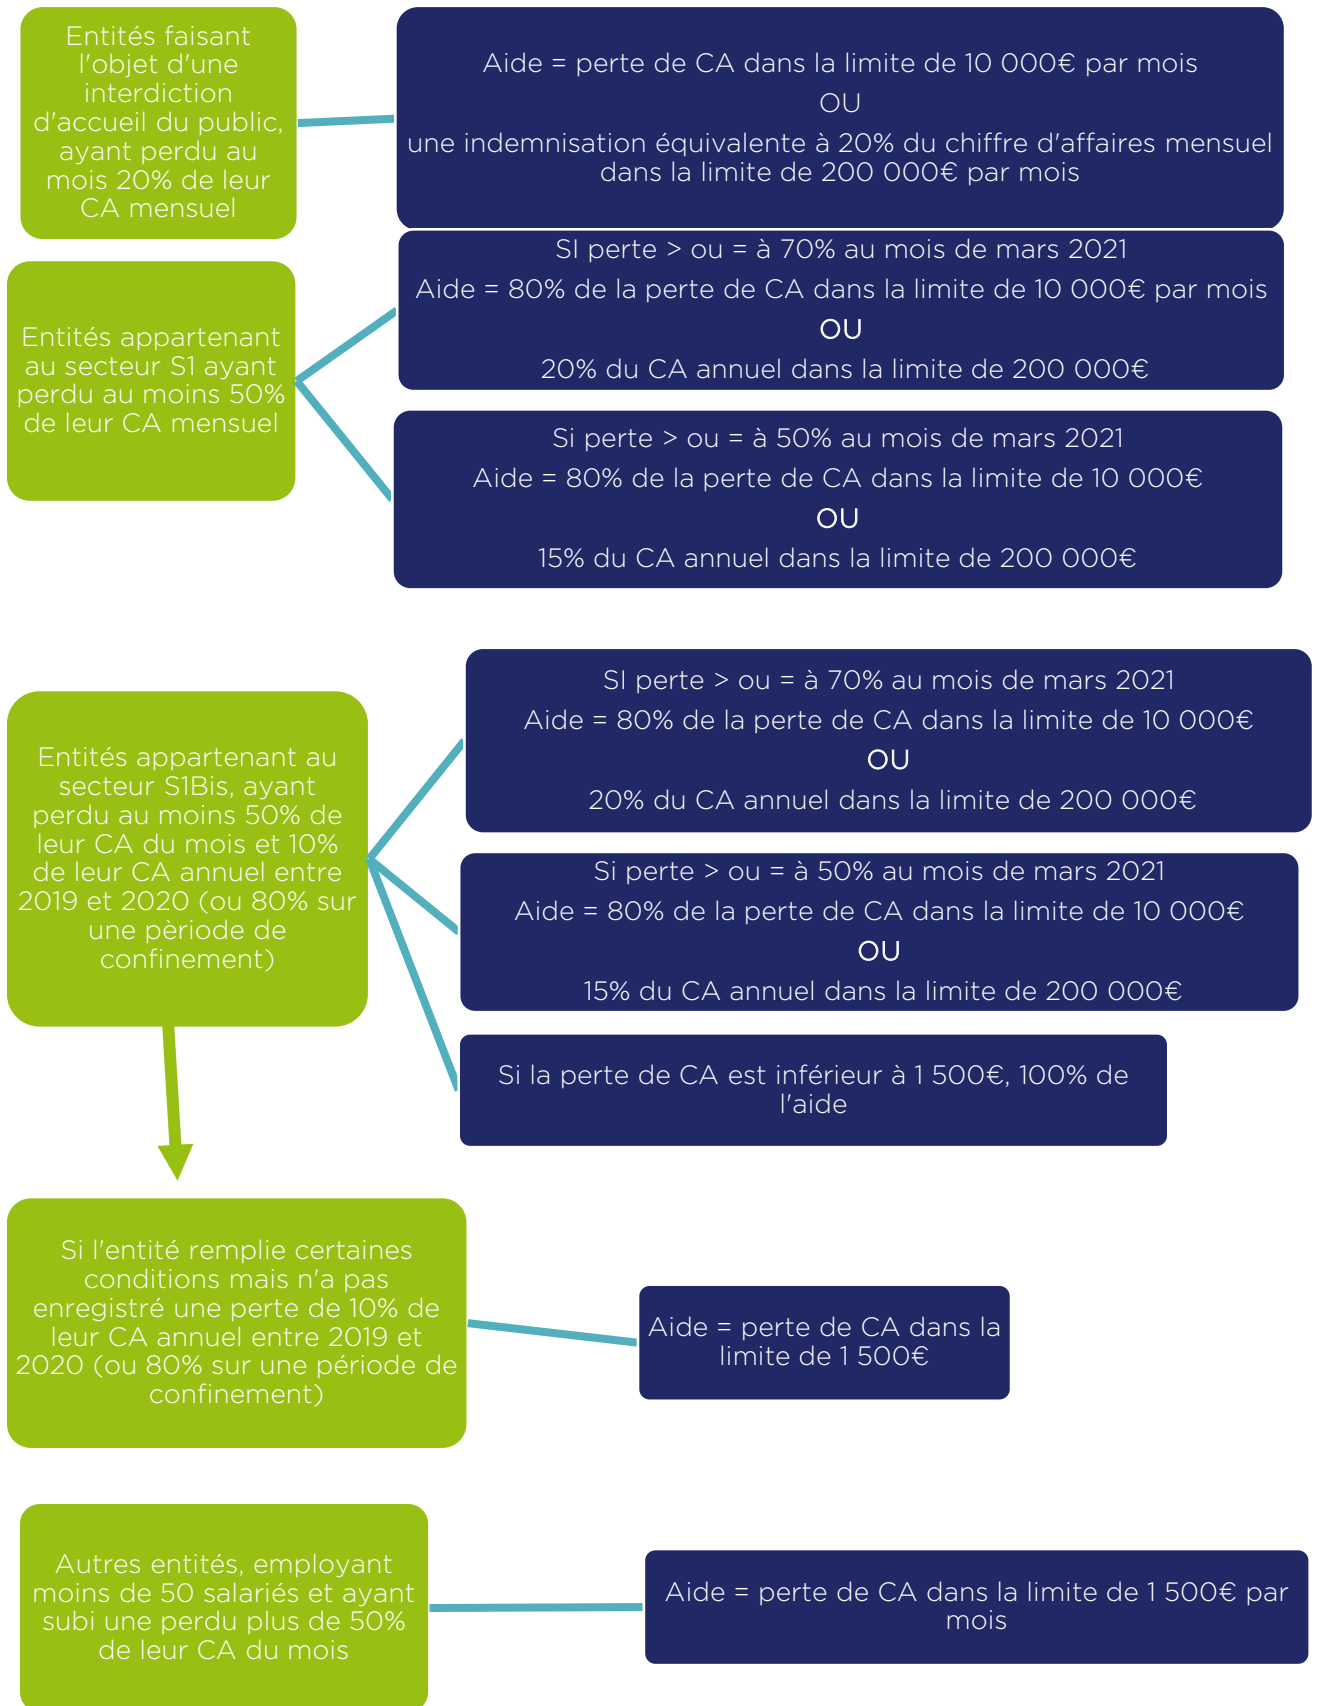 Entités faisant
l'objet d'une
interdiction
d'accueil du public,
ayant perdu au
mois 20% de leur
CA mensuel
Aide = perte de CA dans la limite de 10 000€ par mois
OU
une indemnisation équivalente à 20% du chiffre d'affaires mensuel
dans la limite de 200 000€ par mois
Entités appartenant
au secteur S1 ayant
perdu au moins 50%
de leur CA mensuel
SI perte > ou = à 70% au mois de mars 2021
Aide = 80% de la perte de CA dans la limite de 10 000€ par mois
OU
20% du CA annuel dans la limite de 200 000€
Si perte > ou = à 50% au mois de mars 2021
Aide = 80% de la perte de CA dans la limite de 10 000€
OU
15% du CA annuel dans la limite de 200 000€
Entités appartenant au
secteur S1Bis, ayant
perdu au moins 50% de
leur CA du mois et 10%
de leur CA annuel entre
2019 et 2020 (ou 80% sur
une pèriode de
confinement)
SI perte > ou = à 70% au mois de mars 2021
Aide = 80% de la perte de CA dans la limite de 10 000€
OU
20% du CA annuel dans la limite de 200 000€
Si perte > ou = à 50% au mois de mars 2021
Aide = 80% de la perte de CA dans la limite de 10 000€
OU
15% du CA annuel dans la limite de 200 000€
Si la perte de CA est inférieur à 1 500€, 100% de
l'aide
Si l'entité remplie certaines
conditions mais n'a pas
enregistré une perte de 10% de
leur CA annuel entre 2019 et
2020 (ou 80% sur une période de
confinement)
Aide = perte de CA dans la
limite de 1 500€
Autres entités, employant
moins de 50 salariés et ayant
subi une perdu plus de 50%
de leur CA du mois
Aide = perte de CA dans la limite de 1 500€ par
mois